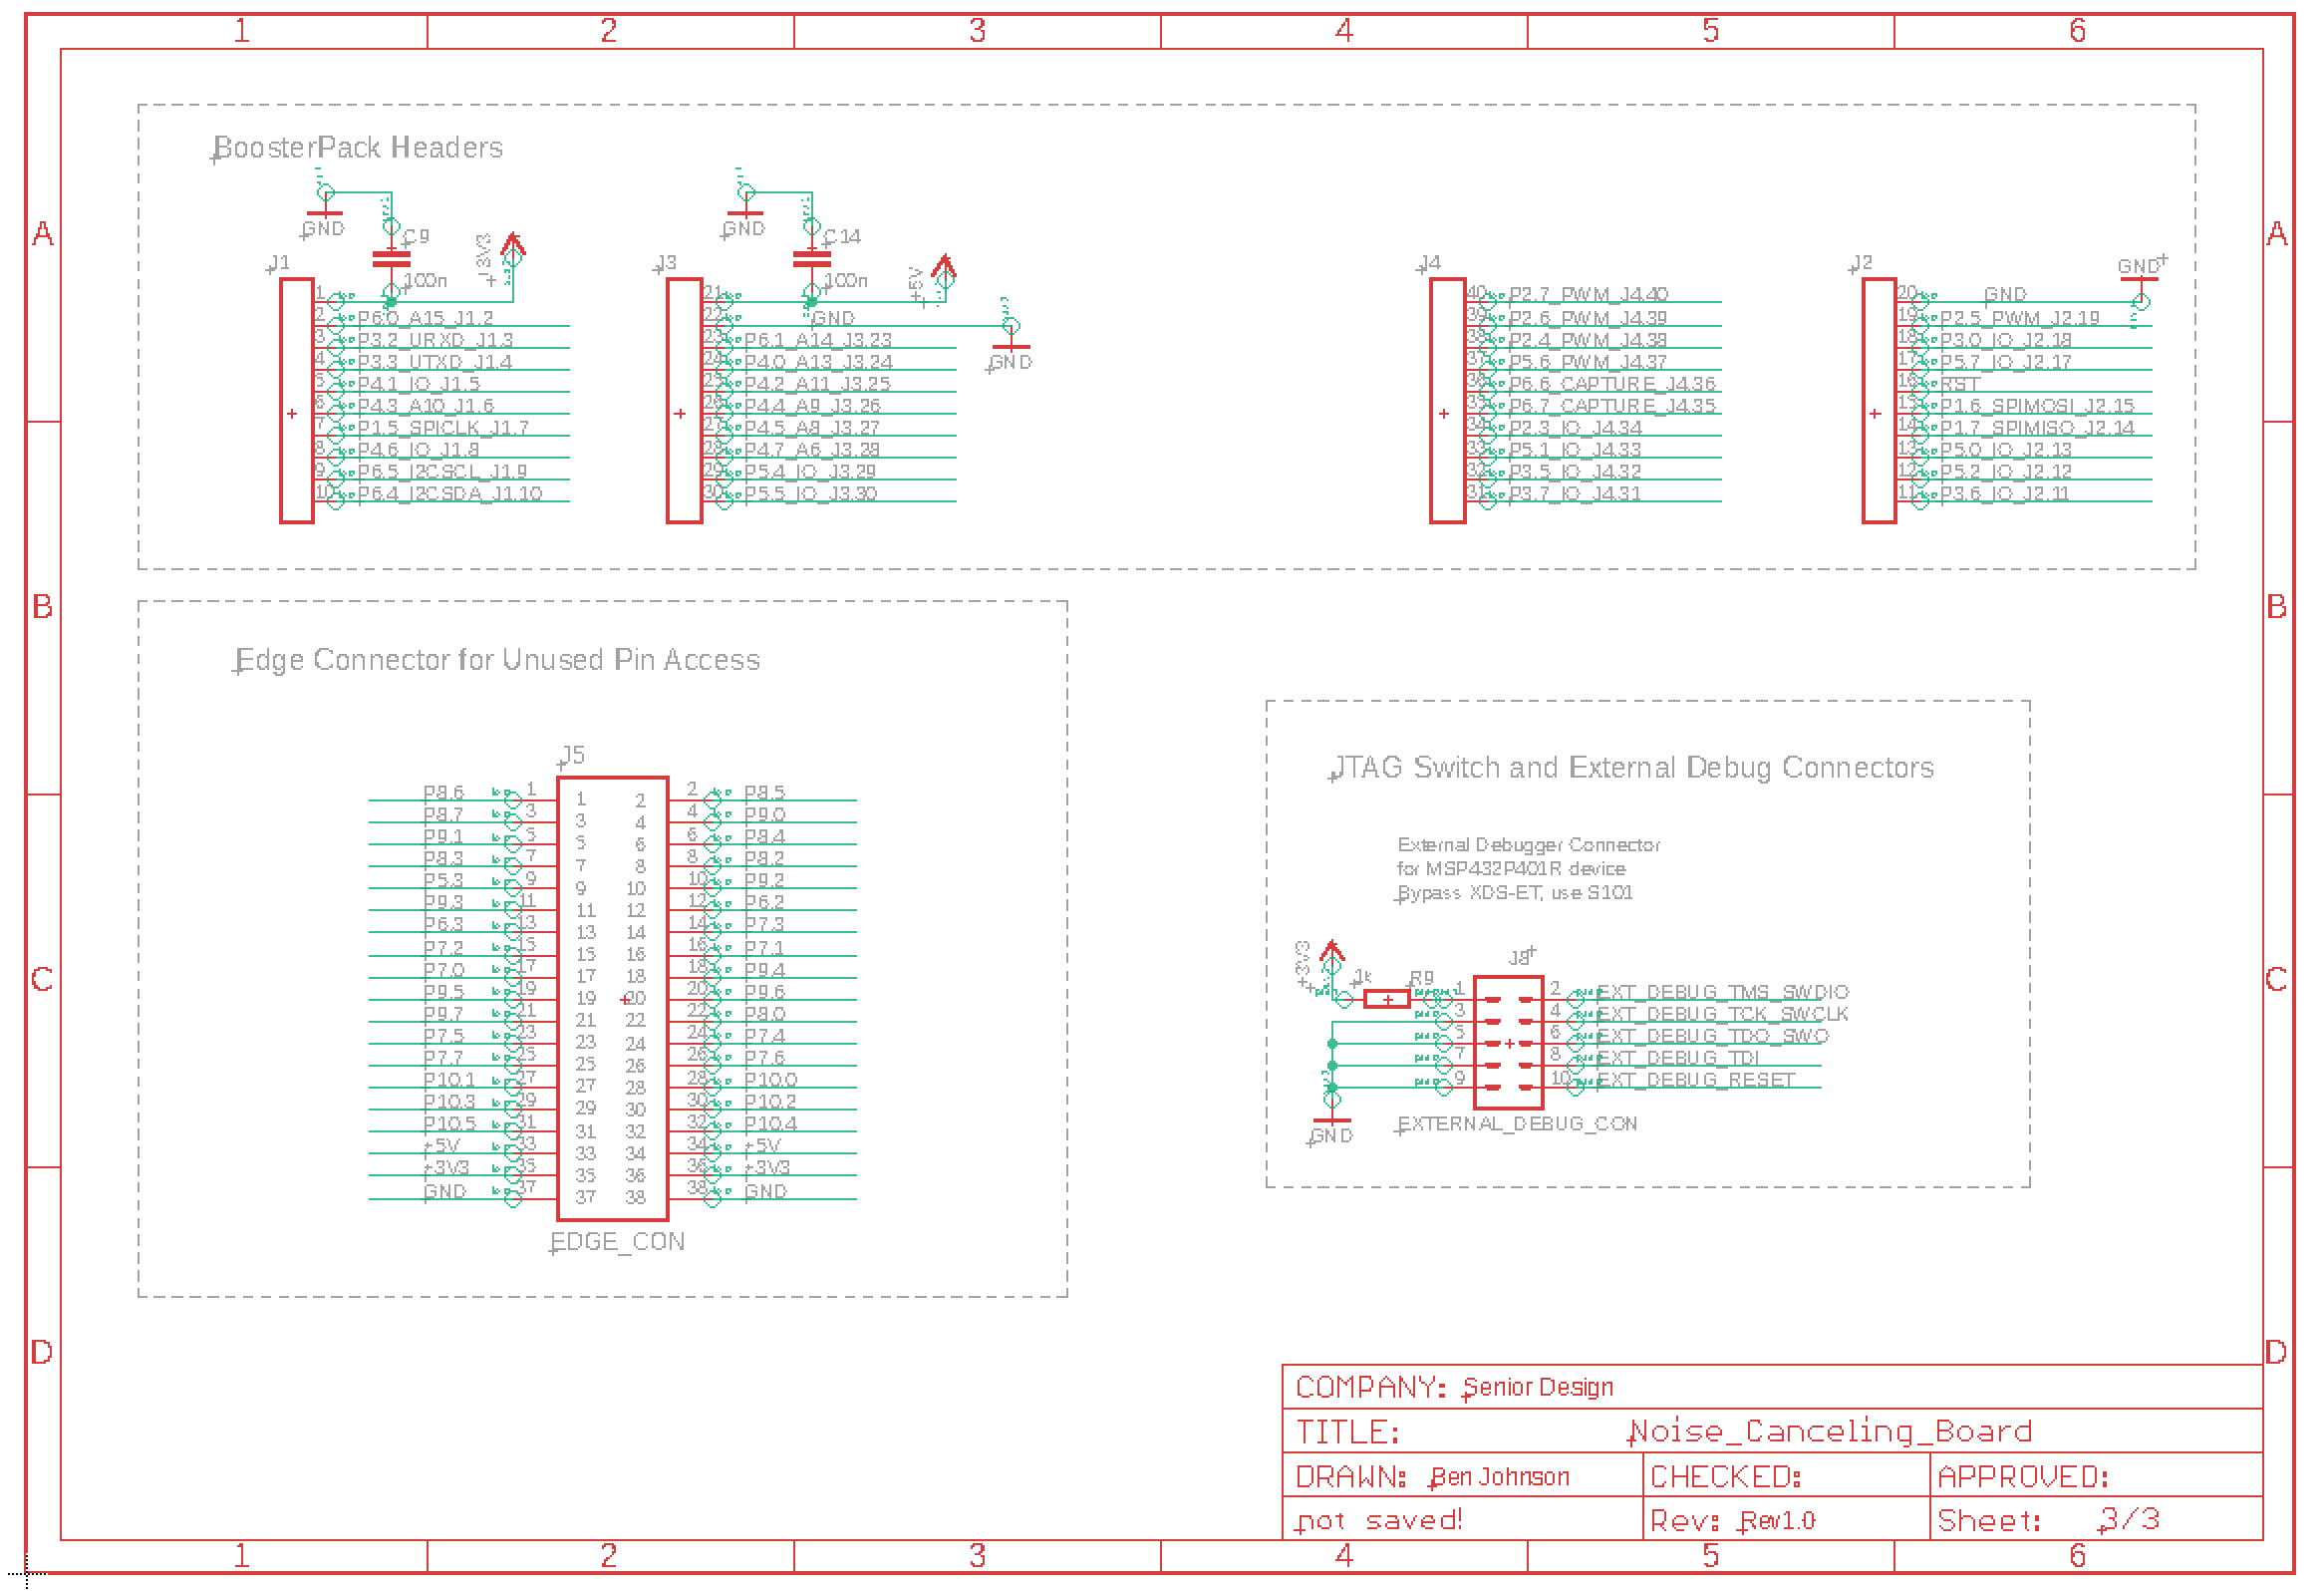 1 2 3 4 5 6
A A
B B
C C
D D
BoosterPack Headers
GND
C9
100n
+3V3
J1
1
2 P6.0_A15_J1.2
3 P3.2_URXD_J1.3
4 P3.3_UTXD_J1.4
5 P4.1_IO_J1.5
6 P4.3_A10_J1.6
7 P1.5_SPICLK_J1.7
8 P4.6_IO_J1.8
9 P6.5_I2CSCL_J1.9
10 P6.4_I2CSDA_J1.10
GND
C14
100n
+5V
J3
21
22 GND
GND
23 P6.1_A14_J3.23
24 P4.0_A13_J3.24
25 P4.2_A11_J3.25
26 P4.4_A9_J3.26
27 P4.5_A8_J3.27
28 P4.7_A6_J3.28
29 P5.4_IO_J3.29
30 P5.5_IO_J3.30
J4
40 P2.7_PWM_J4.40
39 P2.6_PWM_J4.39
38 P2.4_PWM_J4.38
37 P5.6_PWM_J4.37
36 P6.6_CAPTURE_J4.36
35 P6.7_CAPTURE_J4.35
34 P2.3_IO_J4.34
33 P5.1_IO_J4.33
32 P3.5_IO_J4.32
31 P3.7_IO_J4.31
J2
GND
20 GND
19 P2.5_PWM_J2.19
18 P3.0_IO_J2.18
17 P5.7_IO_J2.17
16 RST
15 P1.6_SPIMOSI_J2.15
14 P1.7_SPIMISO_J2.14
13 P5.0_IO_J2.13
12 P5.2_IO_J2.12
11 P3.6_IO_J2.11
Edge Connector for Unused Pin Access
J5
P8.6 1 1 2 2 P8.5
P8.7 3 3 4 4 P9.0
P9.1 5 5 6 6 P8.4
P8.3 7 7 8 8 P8.2
P5.3 9 9 10 10 P9.2
P9.3 11 11 12 12 P6.2
P6.3 13 13 14 14 P7.3
P7.2 15 15 16 16 P7.1
P7.0 17 17 18 18 P9.4
P9.5 19 19 20 20 P9.6
P9.7 21 21 22 22 P8.0
P7.5 23 23 24 24 P7.4
P7.7 25 25 26 26 P7.6
P10.1 27 27 28 28 P10.0
P10.3 29 29 30 30 P10.2
P10.5 31 31 32 32 P10.4
+5V 33 33 34 34 +5V
+3V3 35 35 36 36 +3V3
GND 37 37 38 38 GND
EDGE_CON
JTAG Switch and External Debug Connectors
External Debugger Connector
for MSP432P401R device
Bypass XDS-ET, use S101
+3V3
1k R9
J8
1 2 EXT_DEBUG_TMS_SWDIO
3 4 EXT_DEBUG_TCK_SWCLK
5 6 EXT_DEBUG_TDO_SWO
7 8 EXT_DEBUG_TDI
9 10 EXT_DEBUG_RESET
GND
EXTERNAL_DEBUG_CON
COMPANY: Senior Design
TITLE: Noise_Canceling_Board
DRAWN: Ben Johnson CHECKED: APPROVED:
not saved! Rev: Rev1.0 Sheet: 3/3
1 2 3 4 5 6